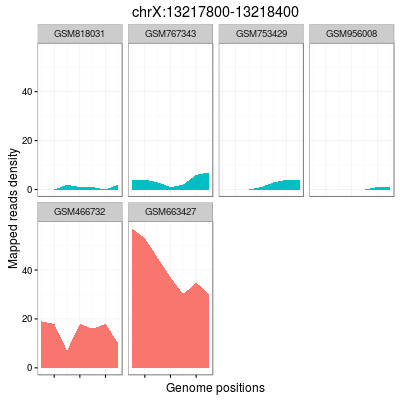 chrX:13217800-13218400
GSM818031 GSM767343 GSM753429 GSM956008
40
20
0
GSM466732 GSM663427
40
20
0
Mapped reads density
Genome positions